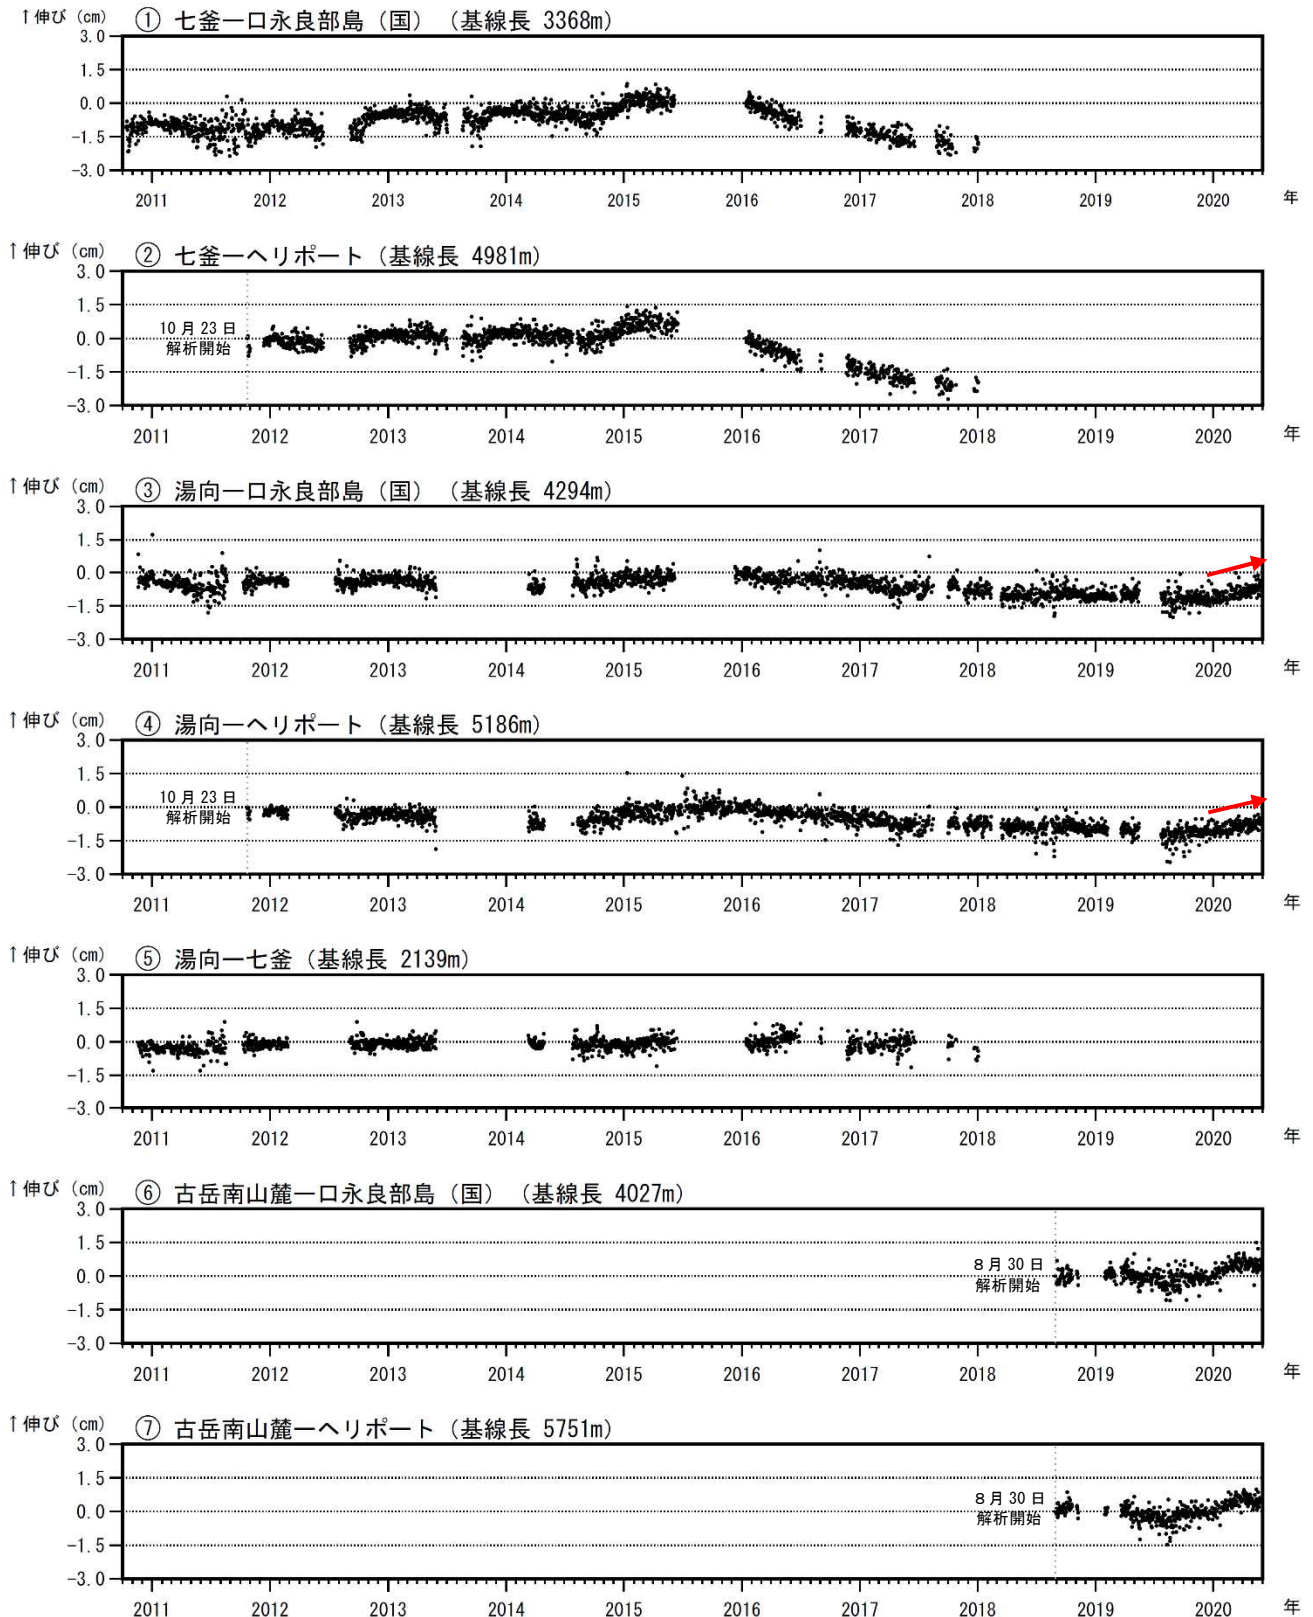 ↑伸び (cm) ① 七釜ー口永良部島（国）（基線長 3368m）
3.0
1.5
0.0
-1.5
-3.0
2011 2012 2013 2014 2015 2016 2017 2018 2019 2020 年
↑伸び (cm) ② 七釜ーヘリポート（基線長 4981m）
3.0
1.5
0.0
-1.5
-3.0
10月23日
解析開始
2011 2012 2013 2014 2015 2016 2017 2018 2019 2020 年
↑伸び (cm) ③ 湯向ー口永良部島（国）（基線長 4294m）
3.0
1.5
0.0
-1.5
-3.0
2011 2012 2013 2014 2015 2016 2017 2018 2019 2020 年
↑伸び (cm) ④ 湯向ーヘリポート（基線長 5186m）
3.0
1.5
0.0
-1.5
-3.0
10月23日
解析開始
2011 2012 2013 2014 2015 2016 2017 2018 2019 2020 年
↑伸び (cm) ⑤ 湯向ー七釜（基線長 2139m）
3.0
1.5
0.0
-1.5
-3.0
2011 2012 2013 2014 2015 2016 2017 2018 2019 2020 年
↑伸び (cm) ⑥ 古岳南山麓ー口永良部島（国）（基線長 4027m）
3.0
1.5
0.0
-1.5
-3.0
8月30日
解析開始
2011 2012 2013 2014 2015 2016 2017 2018 2019 2020 年
↑伸び (cm) ⑦ 古岳南山麓ーヘリポート（基線長 5751m）
3.0
1.5
0.0
-1.5
-3.0
8月30日
解析開始
2011 2012 2013 2014 2015 2016 2017 2018 2019 2020 年